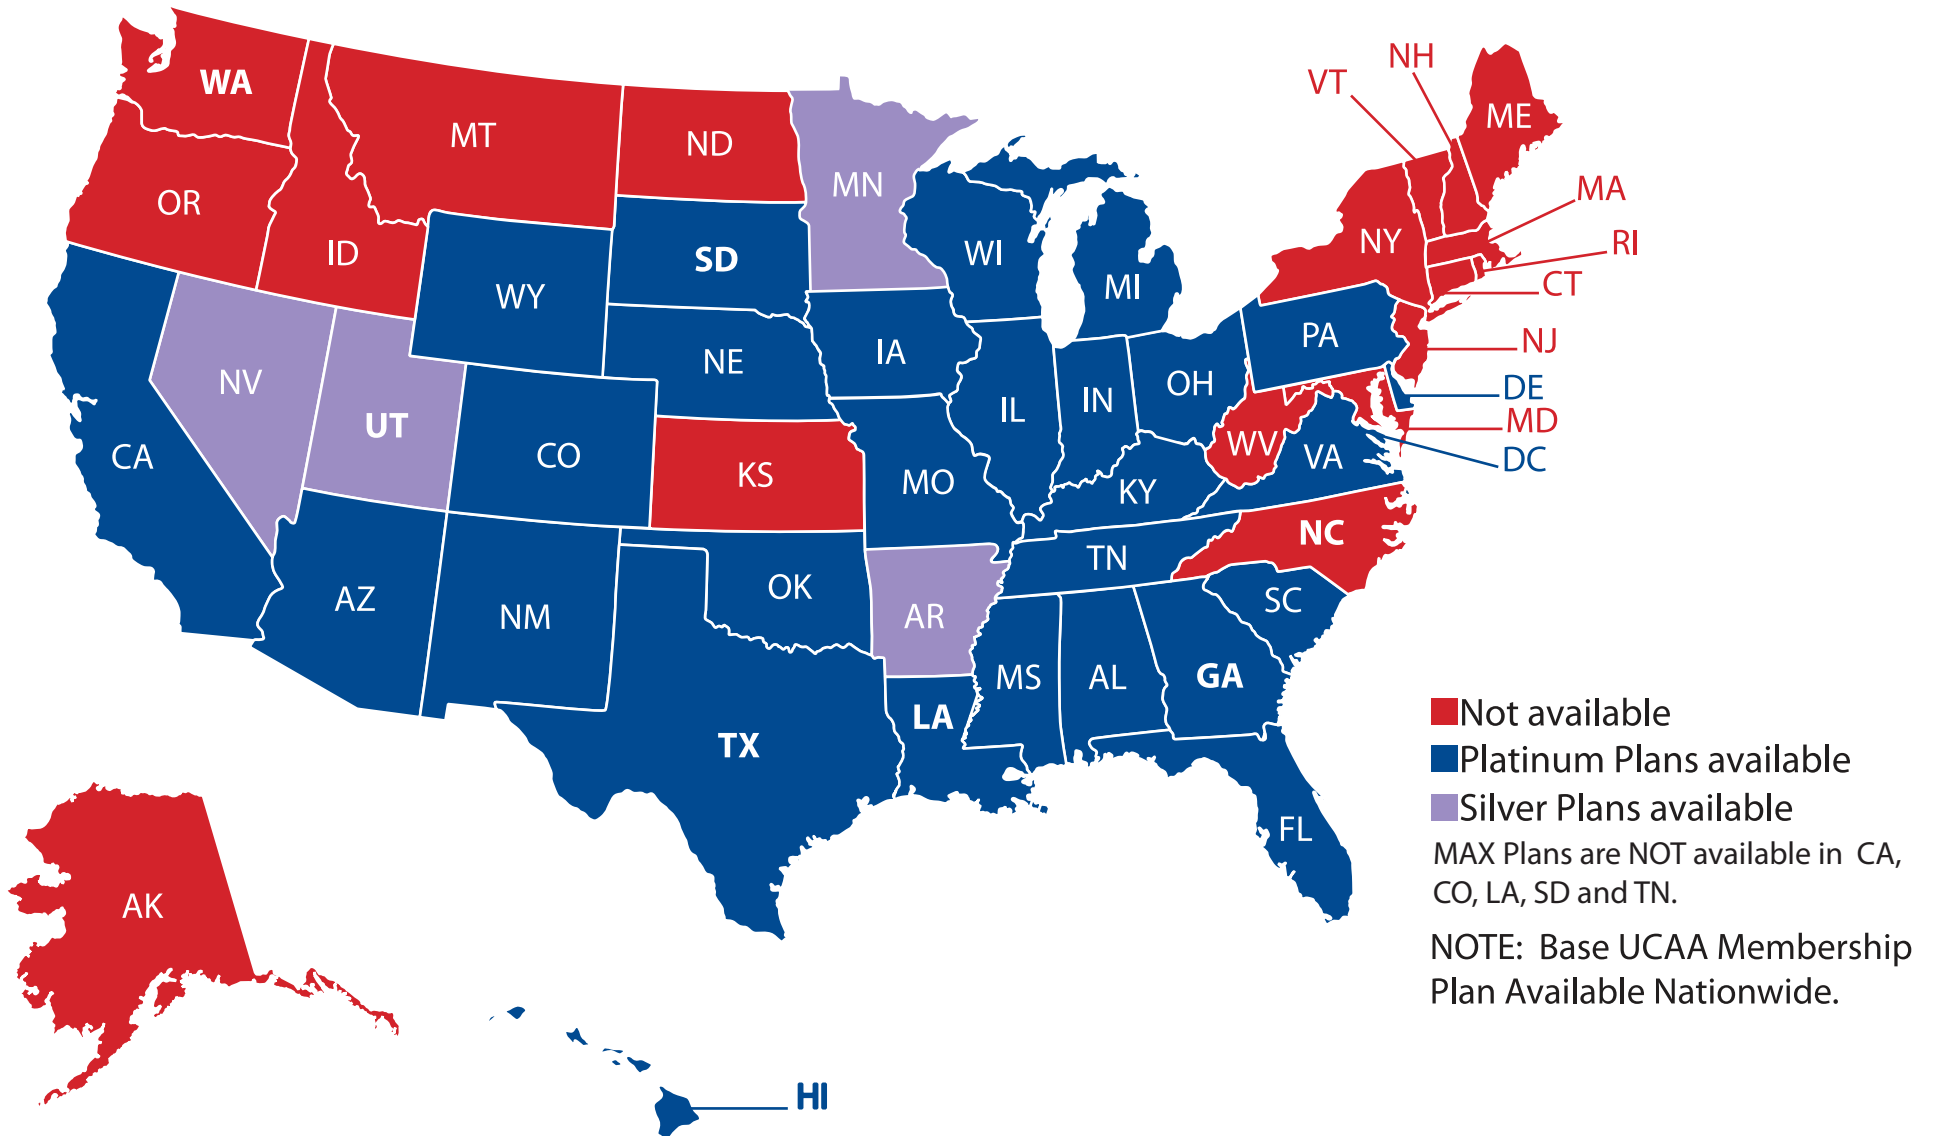 NH
VT
WA
ME
MT
ND
MN
MA
OR
NY
RI
ID
SD
WI
CT
MI
WY
PA
NJ
IA
NE
NV
OH
DE
IN
IL
MD
UT
WV
VA
DC
CA
CO
KS
MO
KY
NC
TN
OK
AZ
SC
NM
AR
MS
AL
GA
LA
TX
FL
AK
HI
Not available
Platinum Plans available
Silver Plans available
MAX Plans are NOT available in CA,
CO, LA, SD and TN.
NOTE: Base UCAA Membership
Plan Available Nationwide.